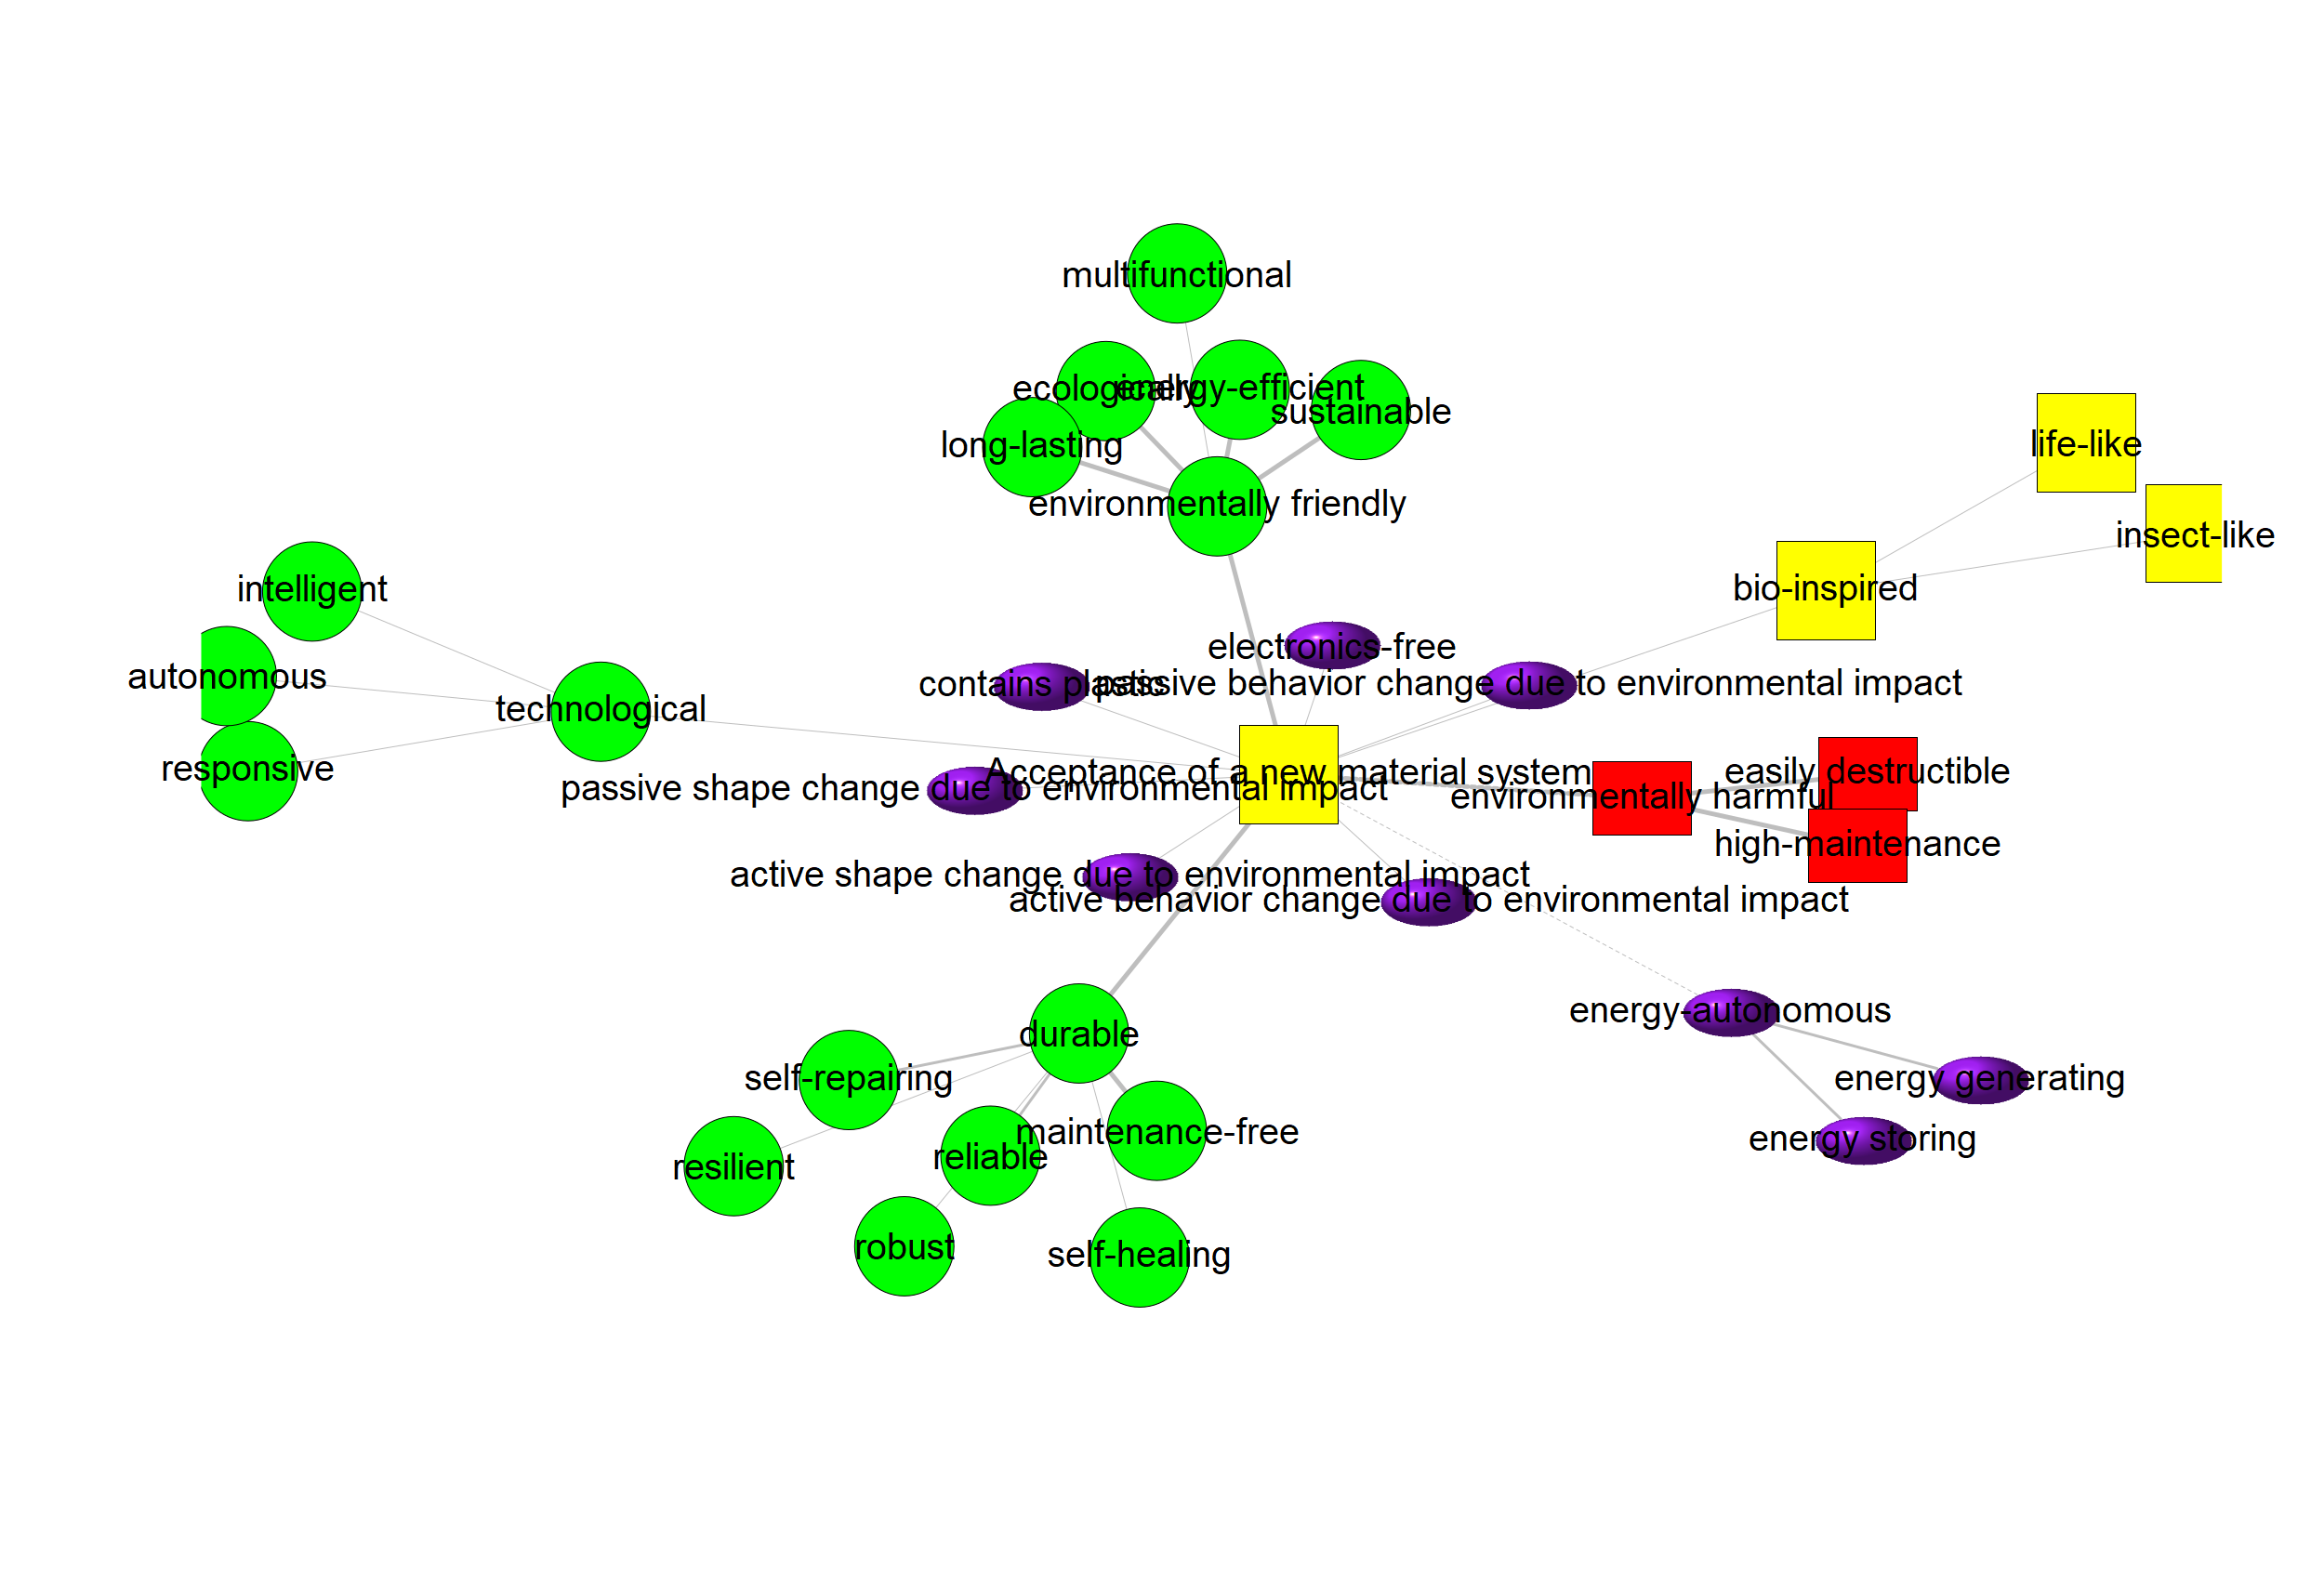 multifunctional
ecologically
energy-efficient
sustainable
long-lasting
life-like
environmentally friendly
insect-like
intelligent
bio-inspired
electronics-free
autonomous
contains plastic
passive behavior change due to environmental impact
technological
responsive
Acceptance of a new material system
easily destructible
passive shape change due to environmental impact
environmentally harmful
high-maintenance
active shape change due to environmental impact
active behavior change due to environmental impact
energy-autonomous
durable
self-repairing
energy generating
maintenance-free
energy storing
reliable
resilient
robust
self-healing